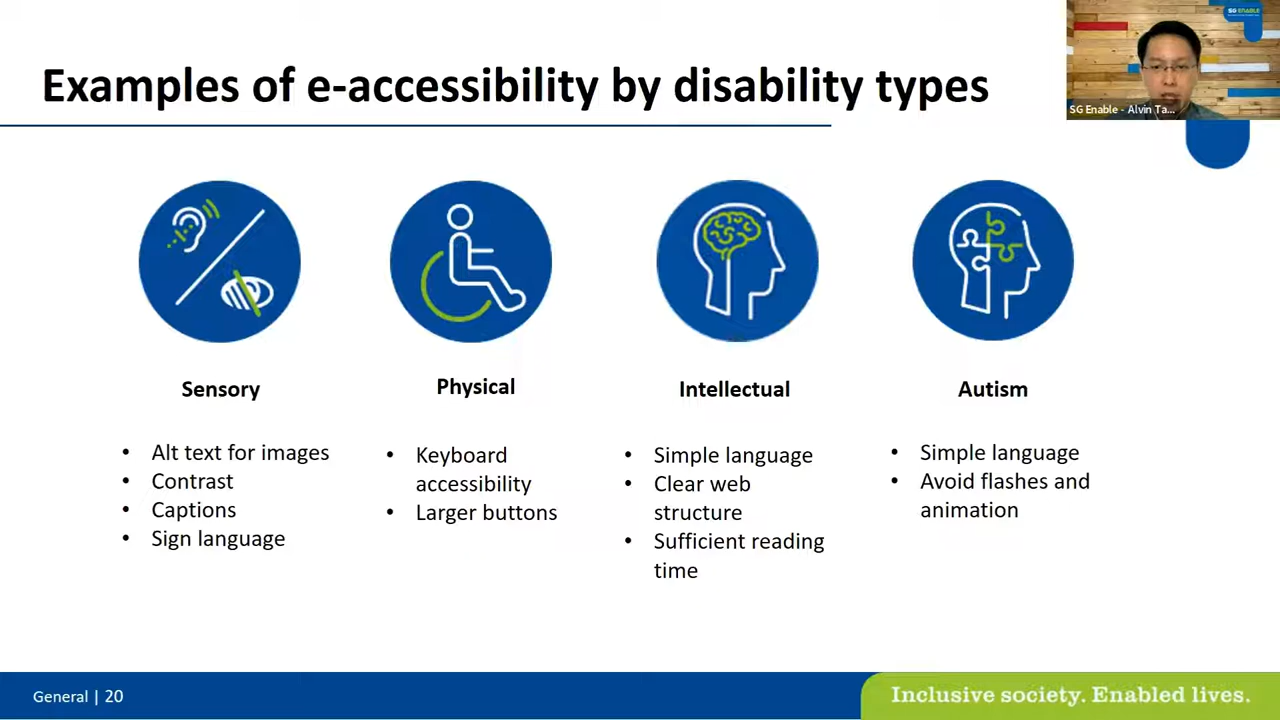 SG ENABLE
Examples of e-accessibility by disability types
SG Enable - Alvin Ta...
Sensory
• Alt text for images
• Contrast
• Captions
• Sign language
Physical
• Keyboard
accessibility
• Larger buttons
Intellectual
• Simple language
• Clear web
structure
• Sufficient reading
time
Autism
• Simple language
• Avoid flashes and
animation
General | 20
Inclusive society. Enabled lives.